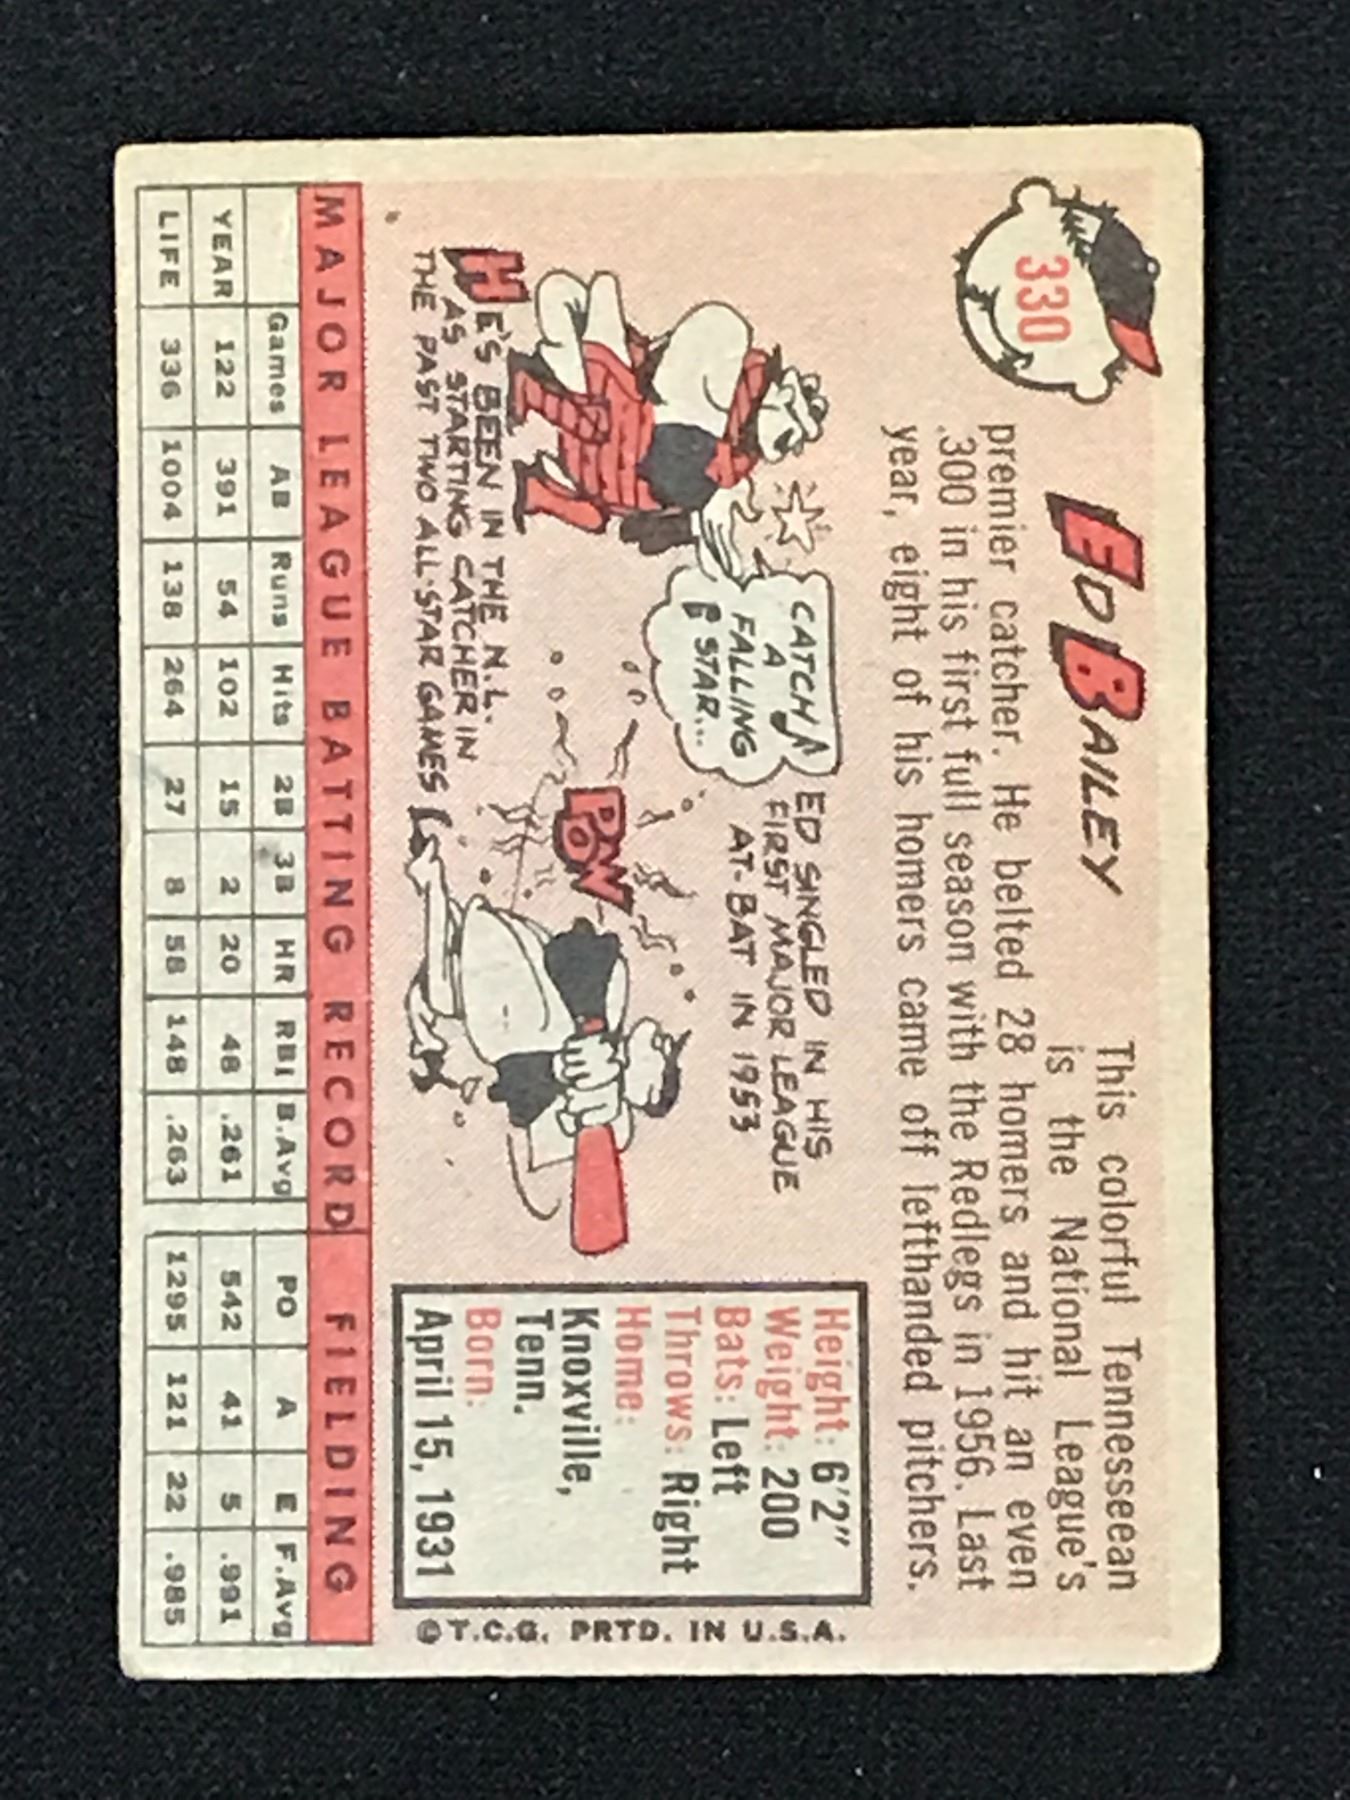 330
ED BAILEY
This colorful Tennesseean
is the National League's
premier catcher. He belted 28 homers and hit an even
.300 in his first full season with the Redlegs in 1956. Last
year, eight of his homers came off lefthanded pitchers.
CATCH
A
FALLING
STAR...
ED SINGLED IN HIS
FIRST MAJOR LEAGUE
AT-BAT IN 1953
POW
HE'S BEEN IN THE N.L.
AS STARTING CATCHER IN
THE PAST TWO ALL-STAR GAMES
Height: 6'2"
Weight: 200
Bats: Left
Throws: Right
Home:
Knoxville,
Tenn.
Born:
April 15, 1931
© T.C.G. PRTD. IN U.S.A.
MAJOR LEAGUE BATTING RECORD FIELDING
Games AB Runs Hits 2B 3B HR RBI B.Avg PO A E F.Avg
YEAR 122 391 54 102 15 2 20 48 .261 542 41 5 .991
LIFE 336 1004 138 264 27 8 58 148 .263 1295 121 22 .985